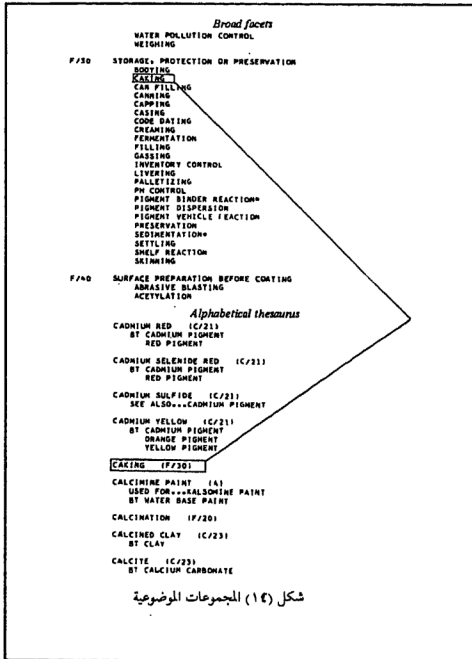 Broad facets
WATER POLLUTION CONTROL
WEIGHING
F/30 STORAGE, PROTECTION OR PRESERVATION
BODYING
CAKING
CAN FILLING
CANNING
CAPPING
CASING
CODE DATING
CREAMING
FERMENTATION
FILLING
GASSING
INVENTORY CONTROL
LIVERING
PALLETIZING
PH CONTROL
PIGMENT BINDER REACTION*
PIGMENT DISPERSION
PIGMENT VEHICLE REACTION
PRESERVATION
SEDIMENTATION*
SETTLING
SHELF REACTION
SKINNING
F/40 SURFACE PREPARATION BEFORE COATING
ABRASIVE BLASTING
ACETYLATION
Alphabetical thesaurus
CADMIUM RED (C/21)
BT CADMIUM PIGMENT
RED PIGMENT
CADMIUM SELENIDE RED (C/21)
BT CADMIUM PIGMENT
RED PIGMENT
CADMIUM SULFIDE (C/21)
SEE ALSO...CADMIUM PIGMENT
CADMIUM YELLOW (C/21)
BT CADMIUM PIGMENT
ORANGE PIGMENT
YELLOW PIGMENT
CAKING (F/30)
CALCIMINE PAINT (A)
USED FOR...KALSOMINE PAINT
BT WATER BASE PAINT
CALCINATION (F/20)
CALCINED CLAY (C/23)
BT CLAY
CALCITE (C/23)
BT CALCIUM CARBONATE
شكل (١٤) المجموعات الموضوعية